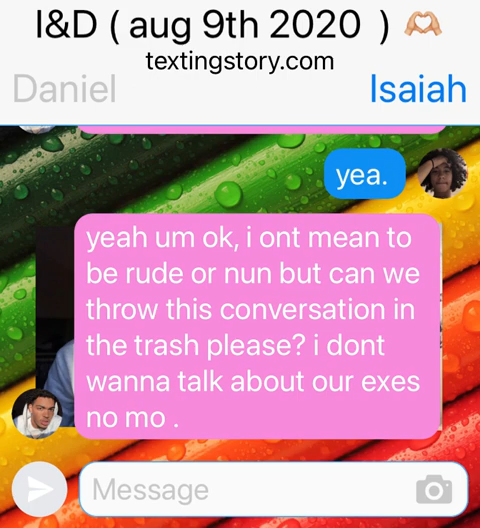 I&D ( aug 9th 2020 ) 🫶🏼
textingstory.com
Daniel Isaiah
yea.
yeah um ok, i ont mean to
be rude or nun but can we
throw this conversation in
the trash please? i dont
wanna talk about our exes
no mo .
Message